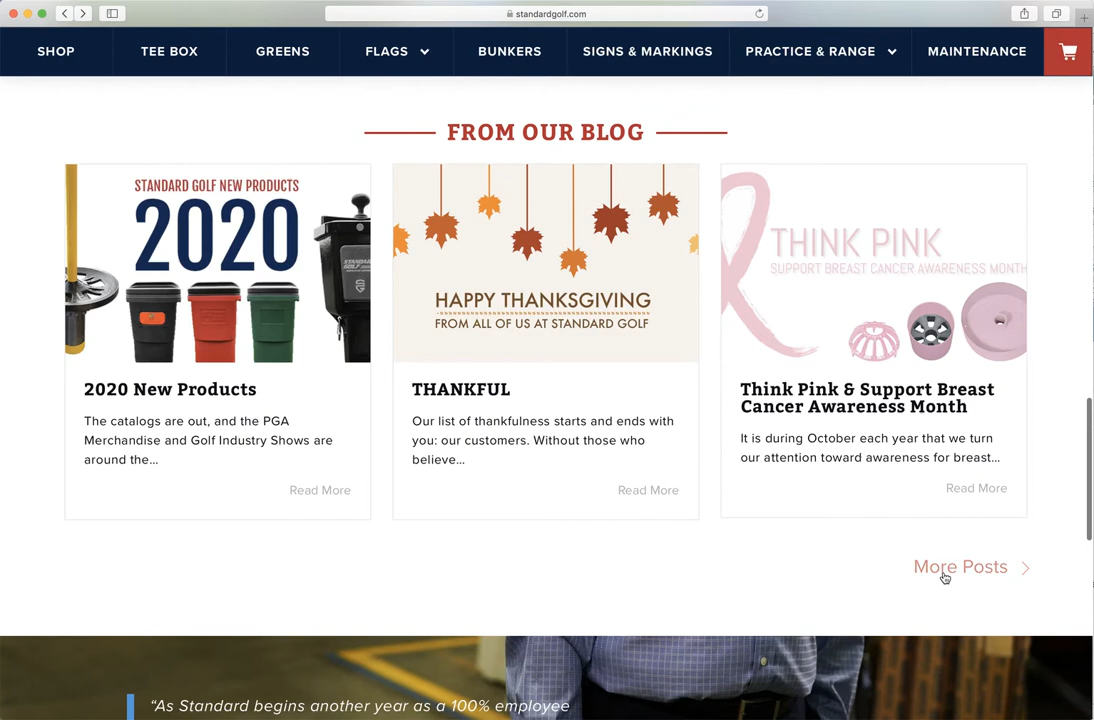 standardgolf.com
SHOP TEE BOX GREENS FLAGS BUNKERS SIGNS & MARKINGS PRACTICE & RANGE MAINTENANCE
FROM OUR BLOG
STANDARD GOLF NEW PRODUCTS
2020
2020 New Products
The catalogs are out, and the PGA
Merchandise and Golf Industry Shows are
around the...
Read More
HAPPY THANKSGIVING
FROM ALL OF US AT STANDARD GOLF
THANKFUL
Our list of thankfulness starts and ends with
you: our customers. Without those who
believe...
Read More
THINK PINK
SUPPORT BREAST CANCER AWARENESS MONTH
Think Pink & Support Breast
Cancer Awareness Month
It is during October each year that we turn
our attention toward awareness for breast...
Read More
More Posts
“As Standard begins another year as a 100% employee